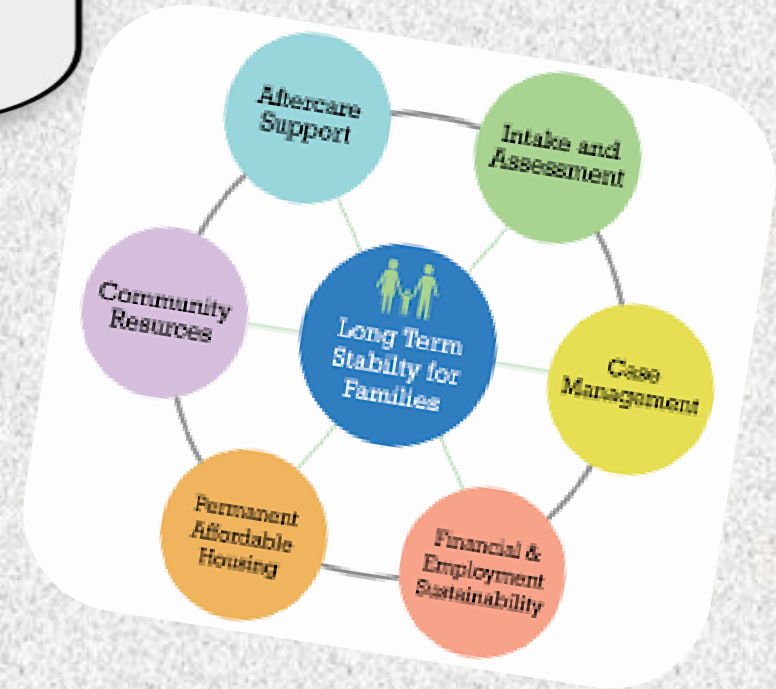 Aftercare
Support
Intake and
Assessment
Community
Resurces
Long Term
Stabilty for
Families
Case
Management
Permanent
Affordable
Housing
Financial &
Employment
Sustainability